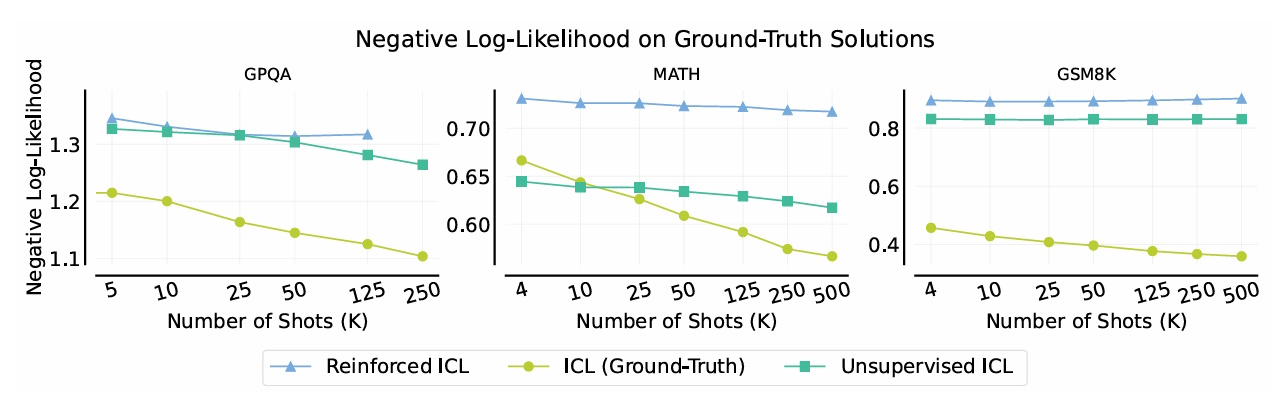 Negative Log-Likelihood on Ground-Truth Solutions
GPQA
MATH
GSM8K
Negative Log-Likelihood
1.3
1.2
1.1
5 10 25 50 125 250
Number of Shots (K)
0.70
0.65
0.60
4 10 25 50 125 250 500
Number of Shots (K)
0.8
0.6
0.4
4 10 25 50 125 250 500
Number of Shots (K)
Reinforced ICL ICL (Ground-Truth) Unsupervised ICL